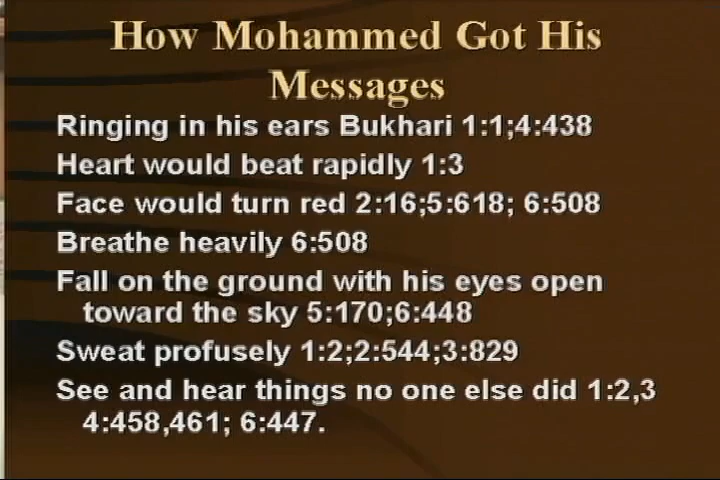 How Mohammed Got His
Messages
Ringing in his ears Bukhari 1:1;4:438
Heart would beat rapidly 1:3
Face would turn red 2:16;5:618; 6:508
Breathe heavily 6:508
Fall on the ground with his eyes open
toward the sky 5:170;6:448
Sweat profusely 1:2;2:544;3:829
See and hear things no one else did 1:2,3
4:458,461; 6:447.